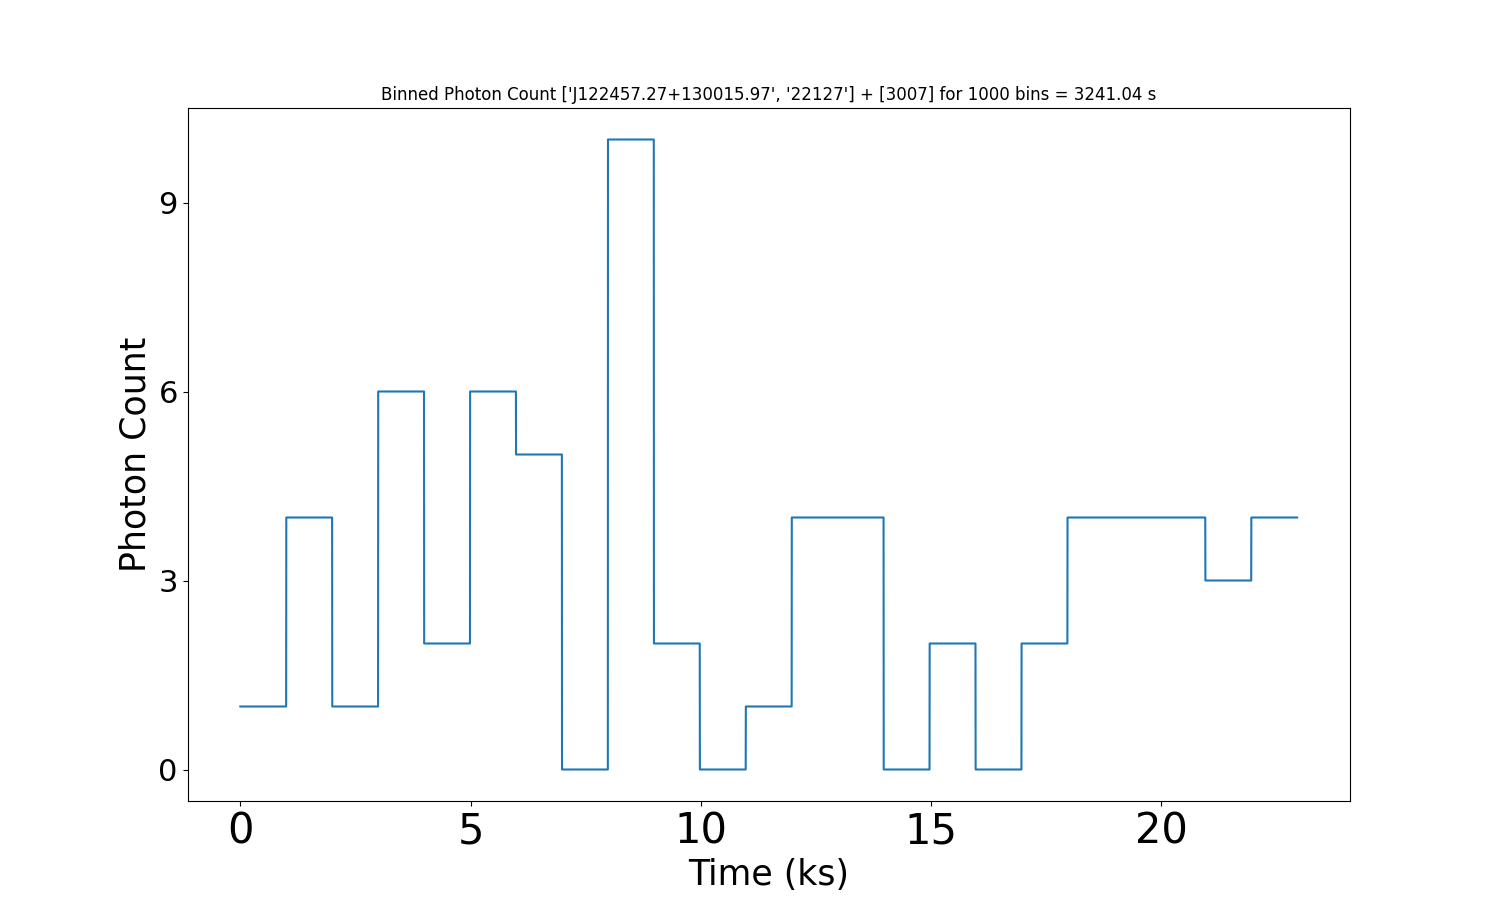 Binned Photon Count ['J122457.27+130015.97', '22127'] + [3007] for 1000 bins = 3241.04 s
9
6
3
0
Photon Count
0 5 10 15 20
Time (ks)